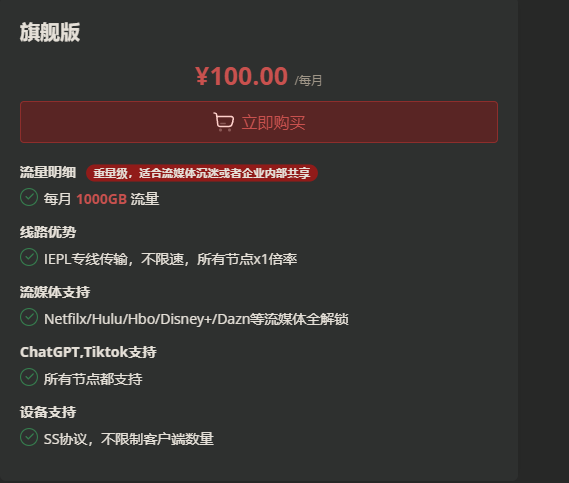 旗舰版
¥100.00 /每月
立即购买
流量明细 重量级，适合流媒体沉迷或者企业内部共享
每月 1000GB 流量
线路优势
IEPL专线传输，不限速，所有节点x1倍率
流媒体支持
Netfilx/Hulu/Hbo/Disney+/Dazn等流媒体全解锁
ChatGPT,Tiktok支持
所有节点都支持
设备支持
SS协议，不限制客户端数量